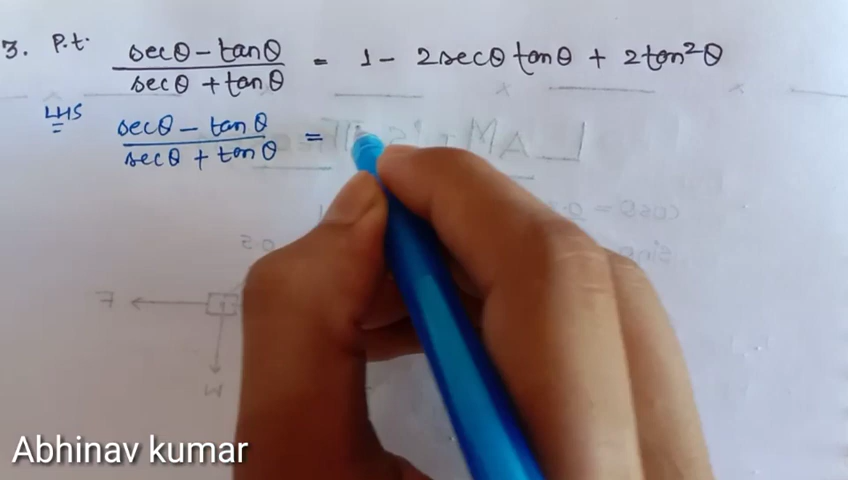 3. P.t. secθ - tanθ / secθ + tanθ = 1 - 2secθ tanθ + 2tan²θ
LHS secθ - tanθ / secθ + tanθ =
Abhinav kumar